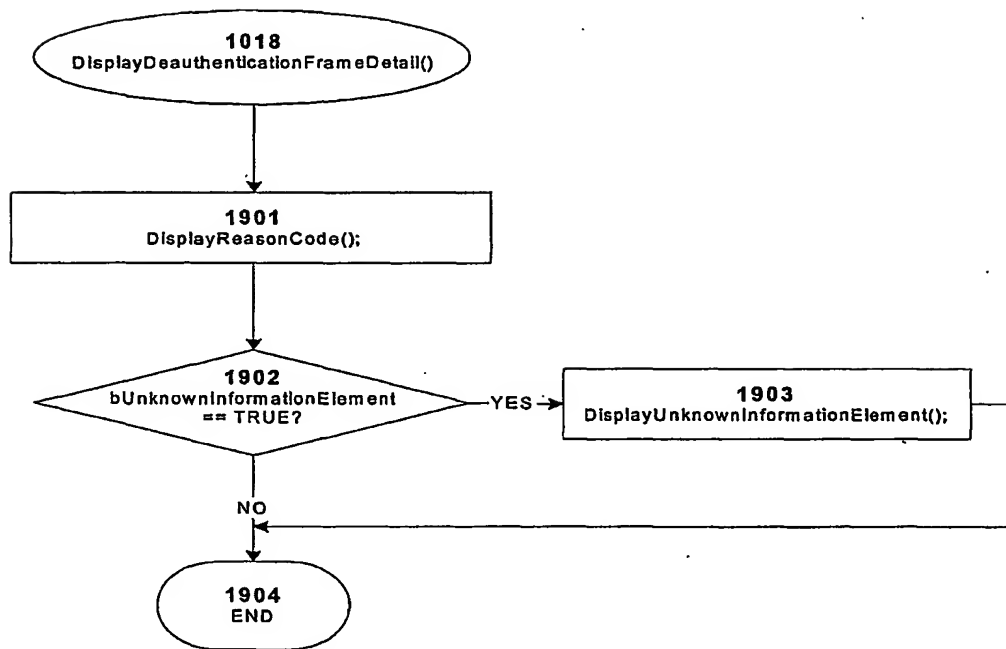 1018
DisplayDeauthenticationFrameDetail()
1901
DisplayReasonCode();
1902
bUnknownInformationElement
== TRUE?
YES
1903
DisplayUnknownInformationElement();
NO
1904
END